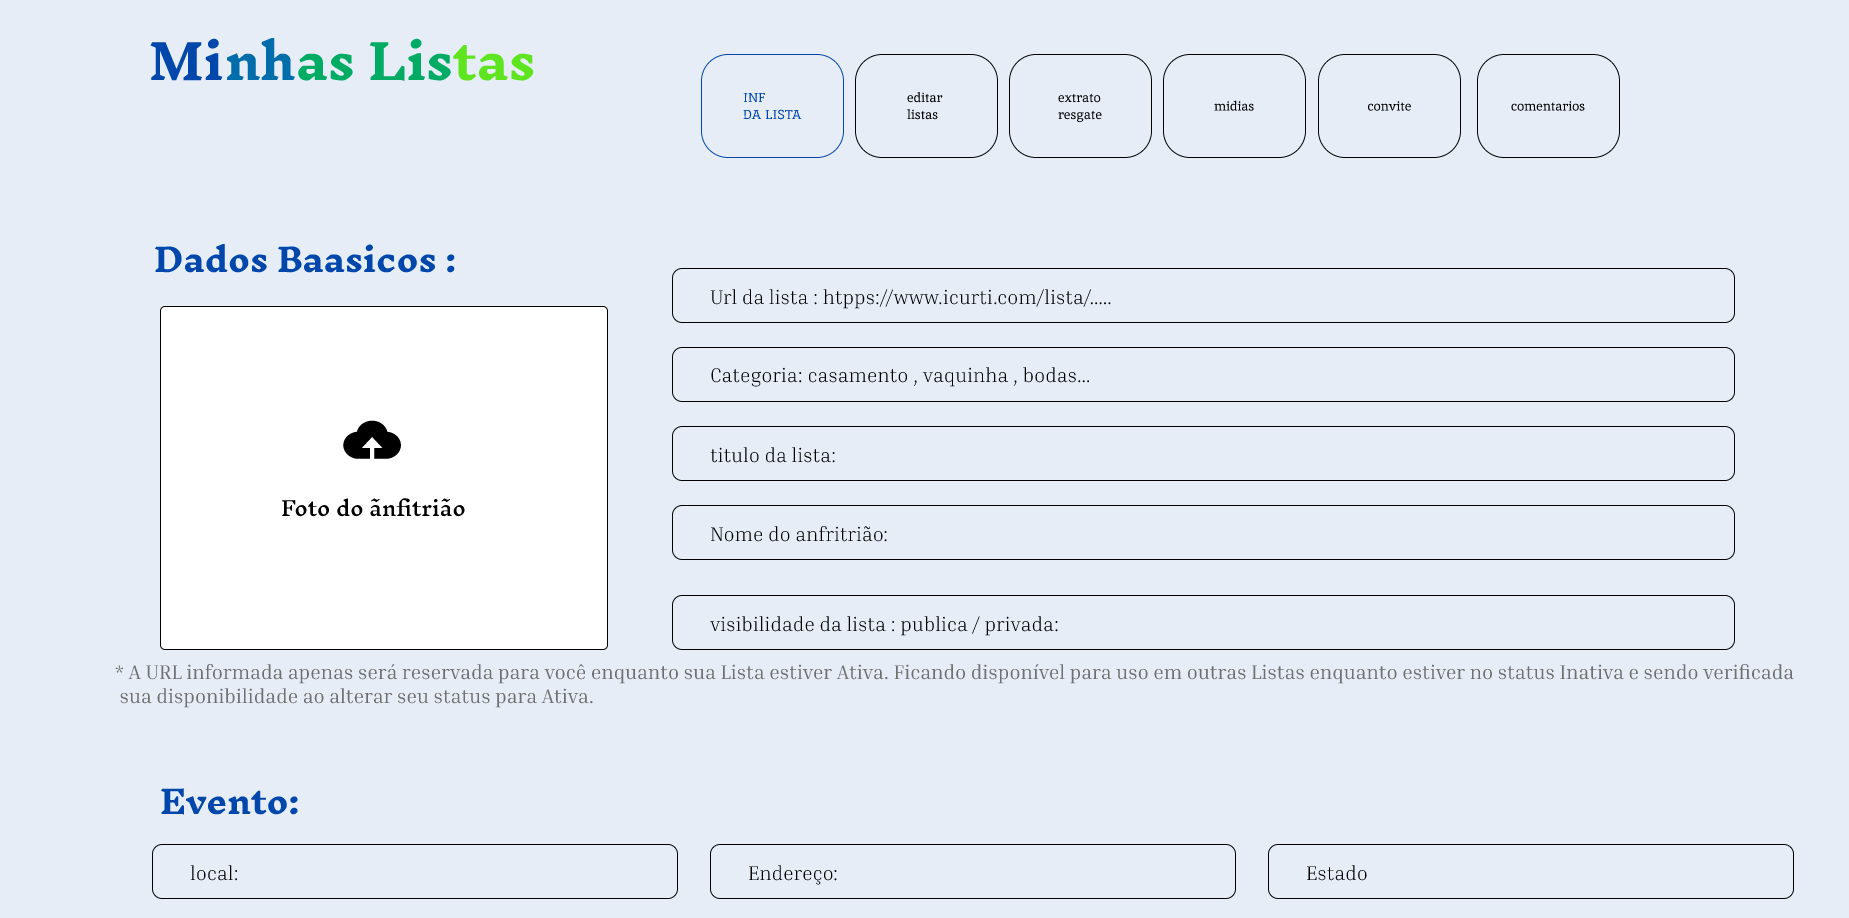 Minhas Listas
INF
DA LISTA
editar
listas
extrato
resgate
midias
convite
comentarios
Dados Baasicos :
Foto do ãnfitrião
Url da lista : htpps://www.icurti.com/lista/.....
Categoria: casamento , vaquinha , bodas...
titulo da lista:
Nome do anfritrião:
visibilidade da lista : publica / privada:
* A URL informada apenas será reservada para você enquanto sua Lista estiver Ativa. Ficando disponível para uso em outras Listas enquanto estiver no status Inativa e sendo verificada
sua disponibilidade ao alterar seu status para Ativa.
Evento:
local:
Endereço:
Estado